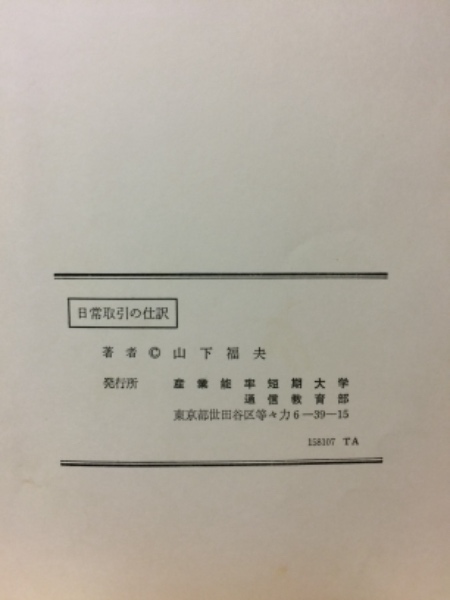 日常取引の仕訳
著者 © 山下福夫
発行所 産業能率短期大学
通信教育部
東京都世田谷区等々力6―39―15
158107 TA